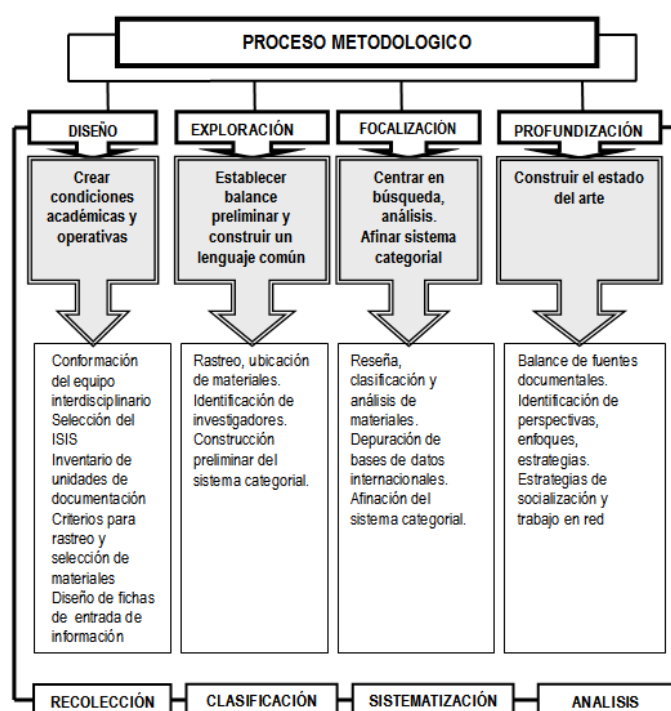 PROCESO METODOLOGICO
DISEÑO
EXPLORACIÓN
FOCALIZACIÓN
PROFUNDIZACIÓN
Crear
condiciones
académicas y
operativas
Establecer
balance
preliminar y
construir un
lenguaje común
Centrar en
búsqueda,
análisis.
Afinar sistema
categorial
Construir el estado
del arte
Conformación
del equipo
interdisciplinario
Selección del
ISIS
Inventario de
unidades de
documentación
Criterios para
rastreo y
selección de
materiales
Diseño de fichas
de entrada de
información
Rastreo, ubicación
de materiales.
Identificación de
investigadores.
Construcción
preliminar del
sistema categorial.
Reseña,
clasificación y
análisis de
materiales.
Depuración de
bases de datos
internacionales.
Afinación del
sistema categorial.
Balance de fuentes
documentales.
Identificación de
perspectivas,
enfoques,
estrategias.
Estrategias de
socialización y
trabajo en red
RECOLECCIÓN
CLASIFICACIÓN
SISTEMATIZACIÓN
ANALISIS